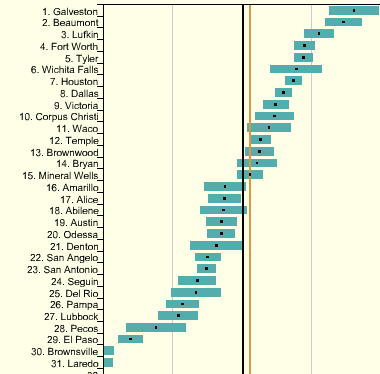 1. Galveston
2. Beaumont
3. Lufkin
4. Fort Worth
5. Tyler
6. Wichita Falls
7. Houston
8. Dallas
9. Victoria
10. Corpus Christi
11. Waco
12. Temple
13. Brownwood
14. Bryan
15. Mineral Wells
16. Amarillo
17. Alice
18. Abilene
19. Austin
20. Odessa
21. Denton
22. San Angelo
23. San Antonio
24. Seguin
25. Del Rio
26. Pampa
27. Lubbock
28. Pecos
29. El Paso
30. Brownsville
31. Laredo